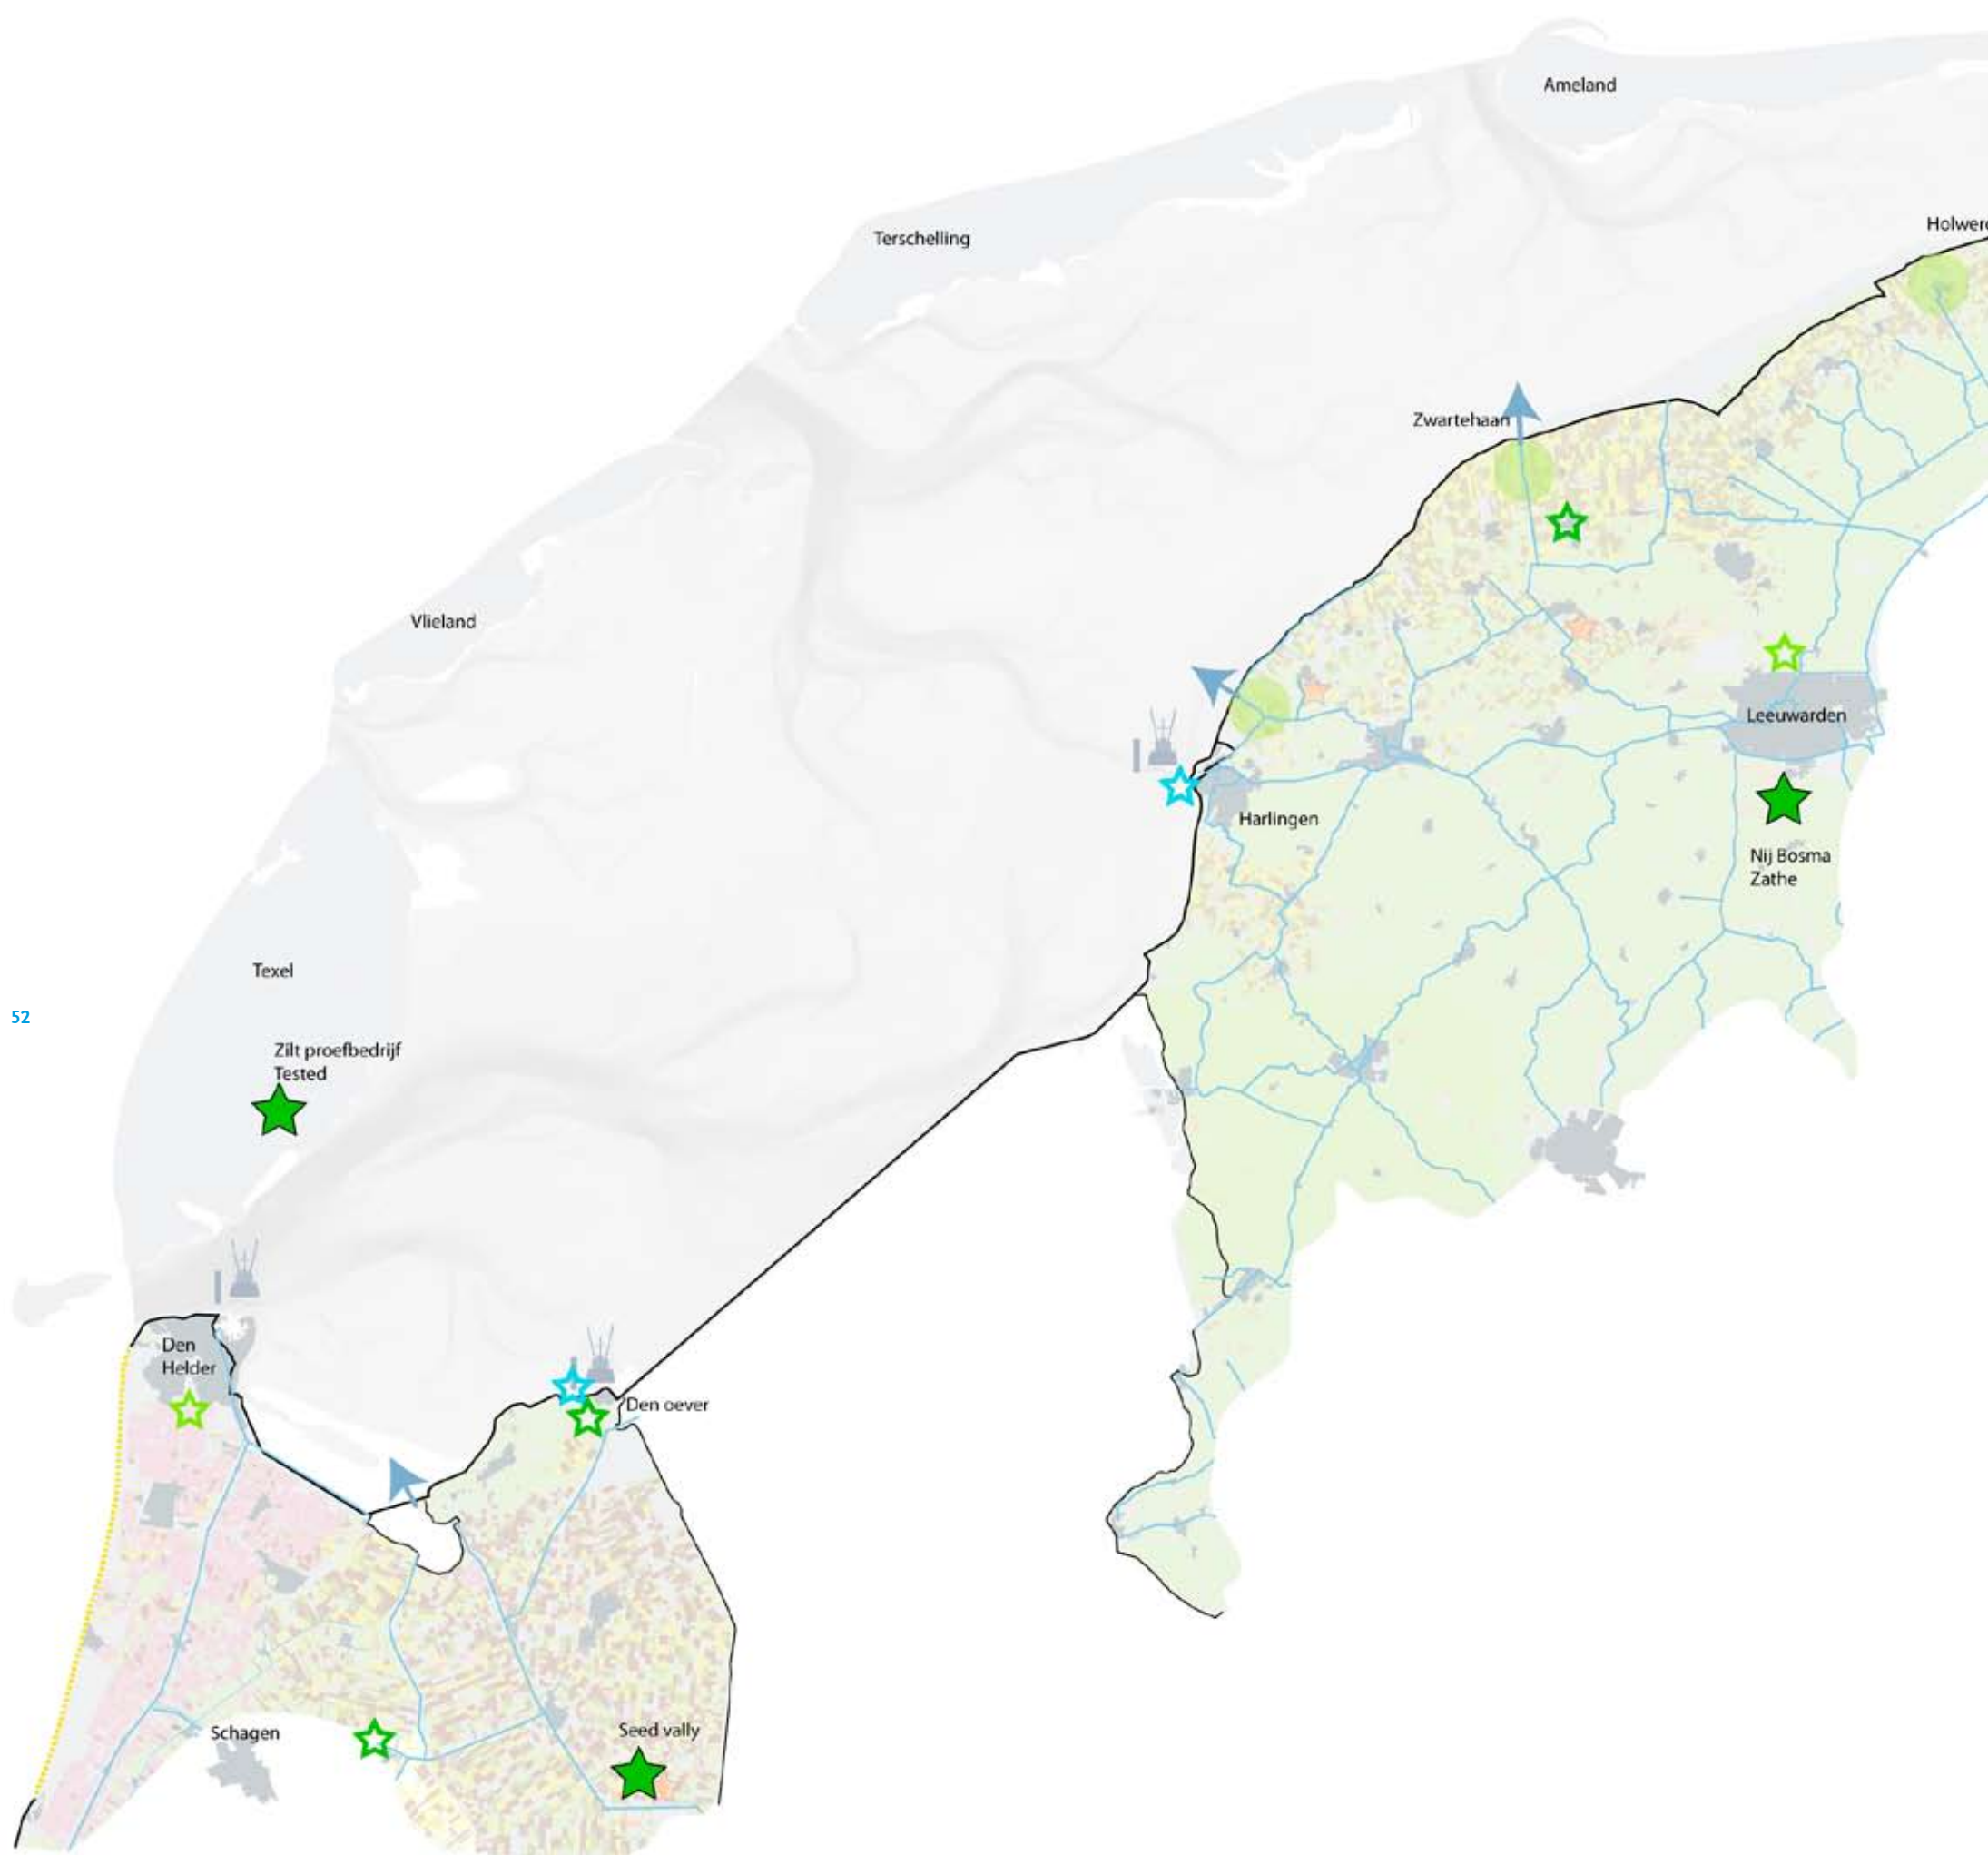 Ameland
Holwerd
Terschelling
Zwartehaan
Vlieland
Leeuwarden
Harlingen
Nij Bosma
Zathe
Texel
52
Zilt proefbedrijf
Tested
Den
Helder
Den oever
Schagen
Seed vally